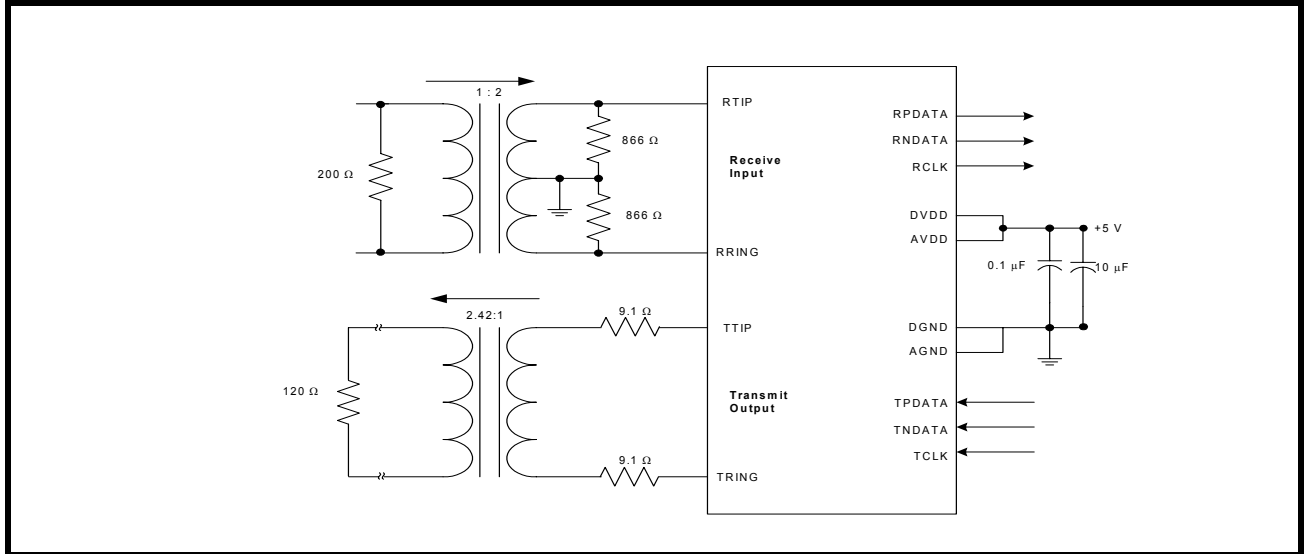 1 : 2
RTIP
866 Ω
200 Ω
Receive
Input
866 Ω
RRING
2.42:1
9.1 Ω
TTIP
120 Ω
Transmit
Output
9.1 Ω
TRING
RPDATA
RNDATA
RCLK
DVDD
AVDD
+5 V
0.1 µF
10 µF
DGND
AGND
TPDATA
TNDATA
TCLK